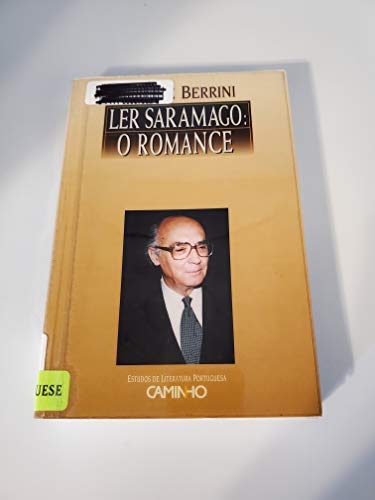 BERRINI
LER SARAMAGO:
O ROMANCE
ESTUDOS DE LITERATURA PORTUGUESA
CAMINHO
UESE